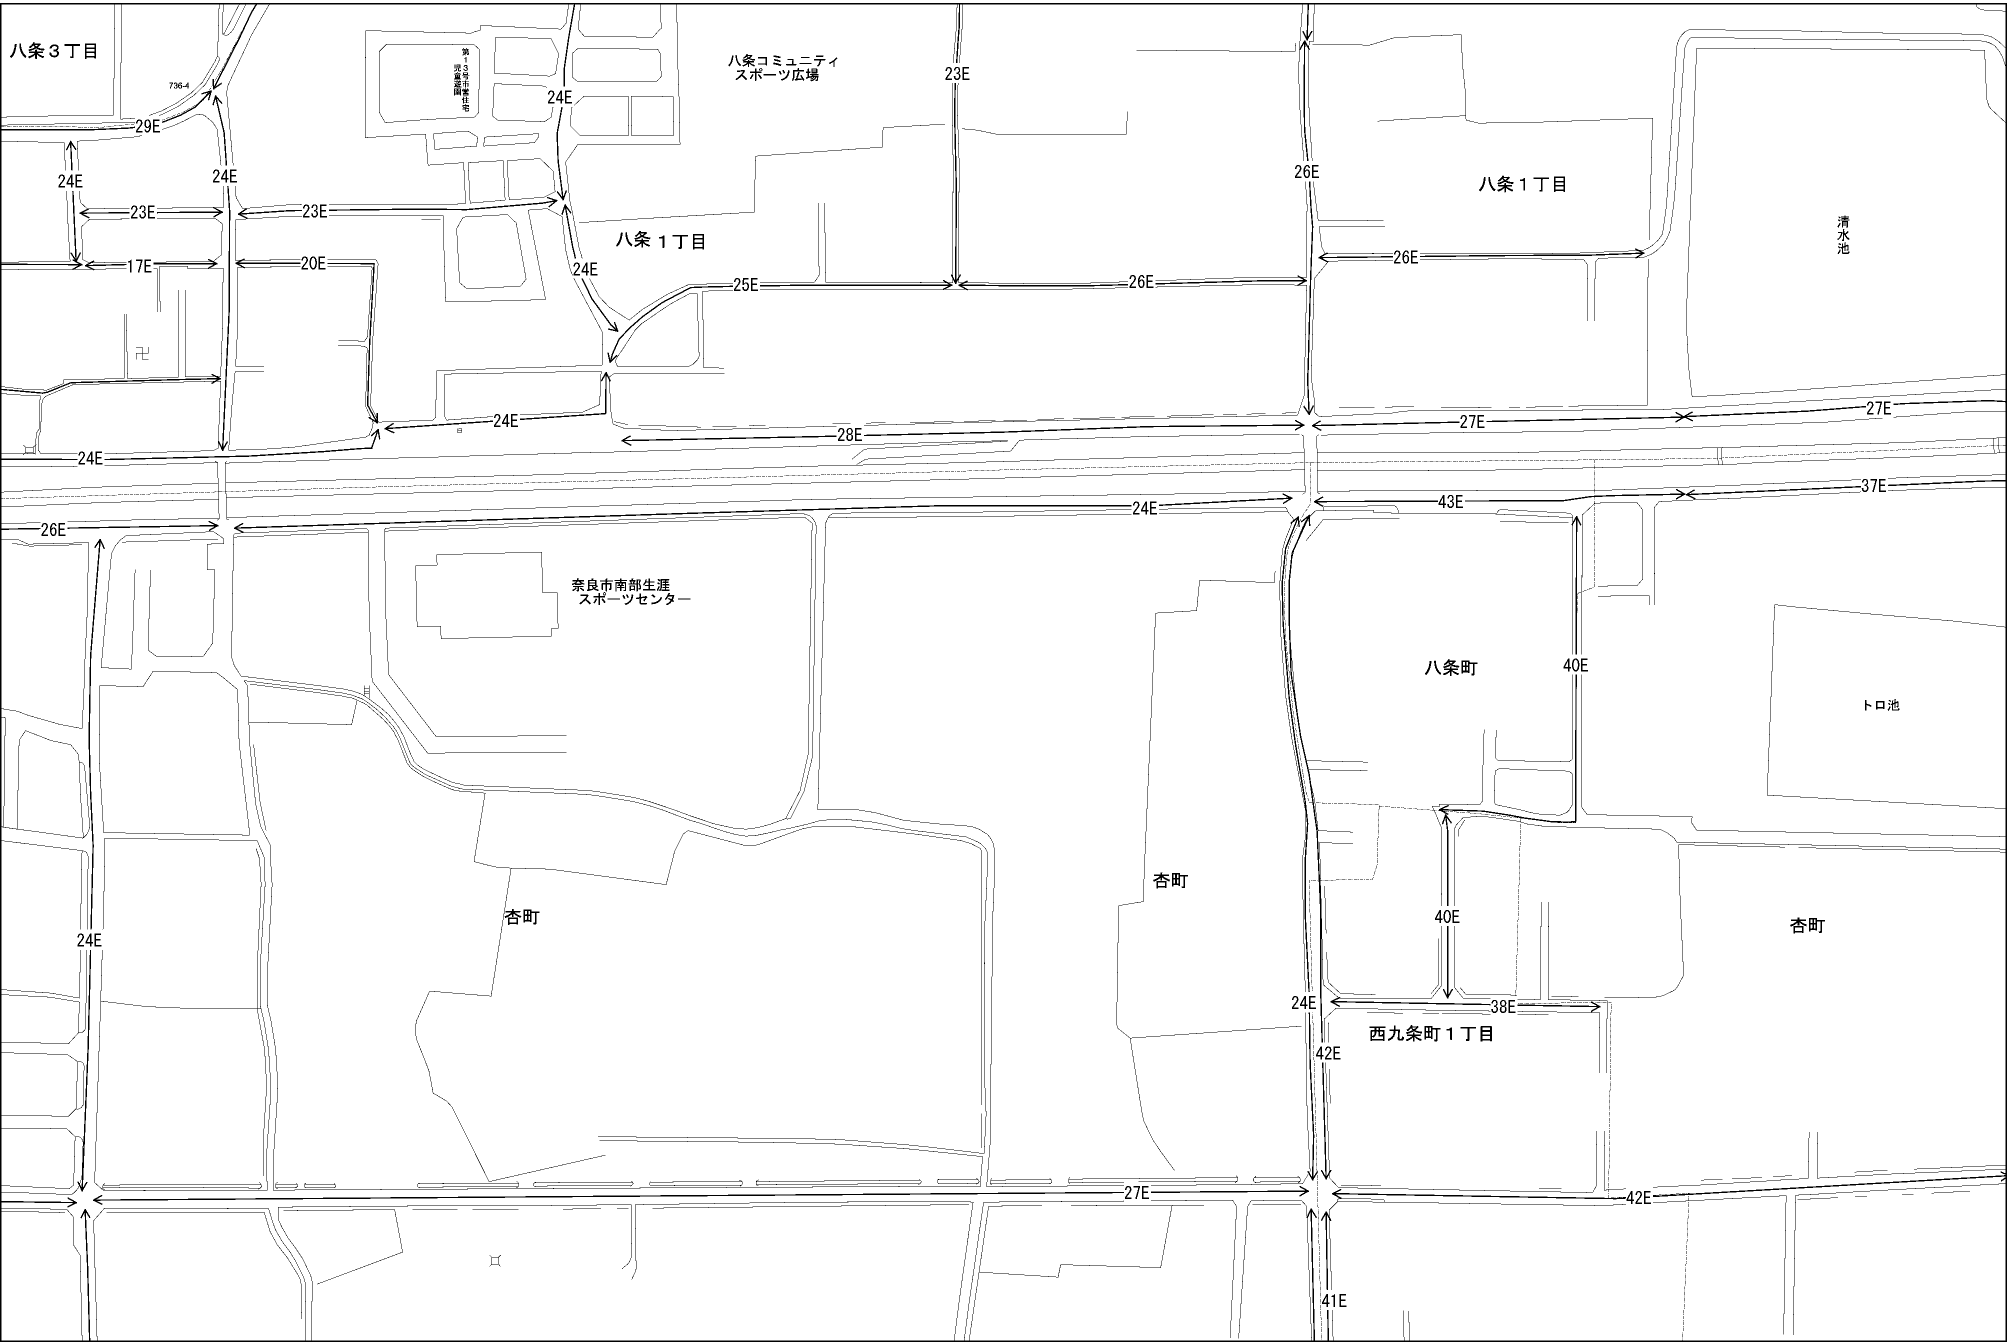 八条３丁目
736-4
29E
24E
24E
23E
23E
17E
20E
第１３号市営住宅
児童遊園
24E
八条コミュニティ
スポーツ広場
23E
26E
八条１丁目
清水池
八条１丁目
24E
25E
26E
26E
24E
28E
27E
27E
24E
26E
24E
43E
37E
奈良市南部生涯
スポーツセンター
八条町
40E
トロ池
杏町
杏町
24E
40E
杏町
24E
38E
西九条町１丁目
42E
27E
42E
41E